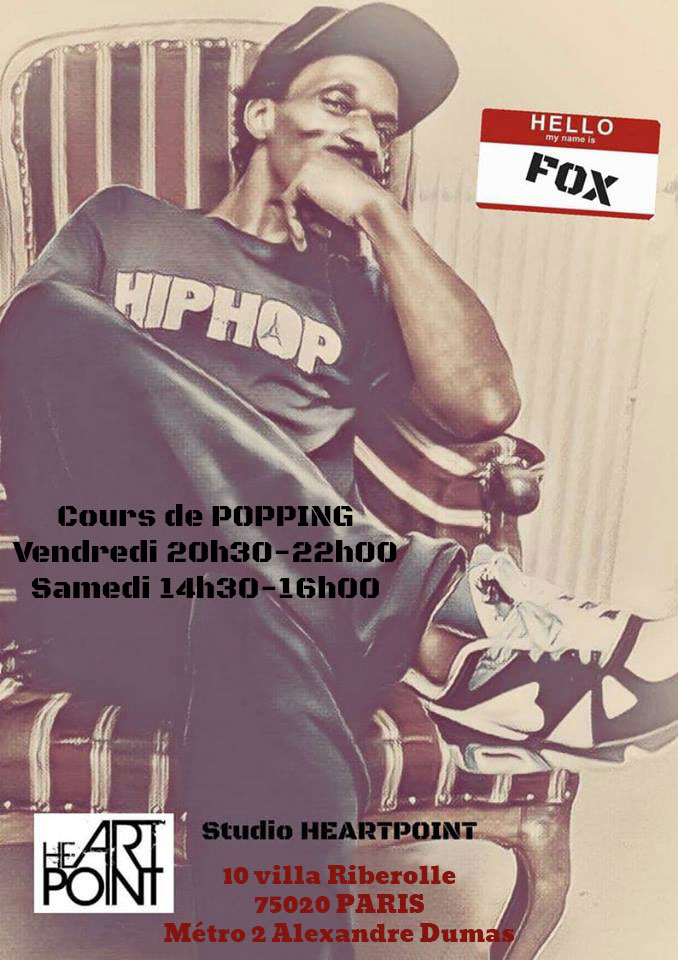 HELLO
my name is
FOX
HIPHOP
Cours de POPPING
Vendredi 20h30-22h00
Samedi 14h30-16h00
HEART
POINT
Studio HEARTPOINT
10 villa Riberolle
75020 PARIS
Métro 2 Alexandre Dumas